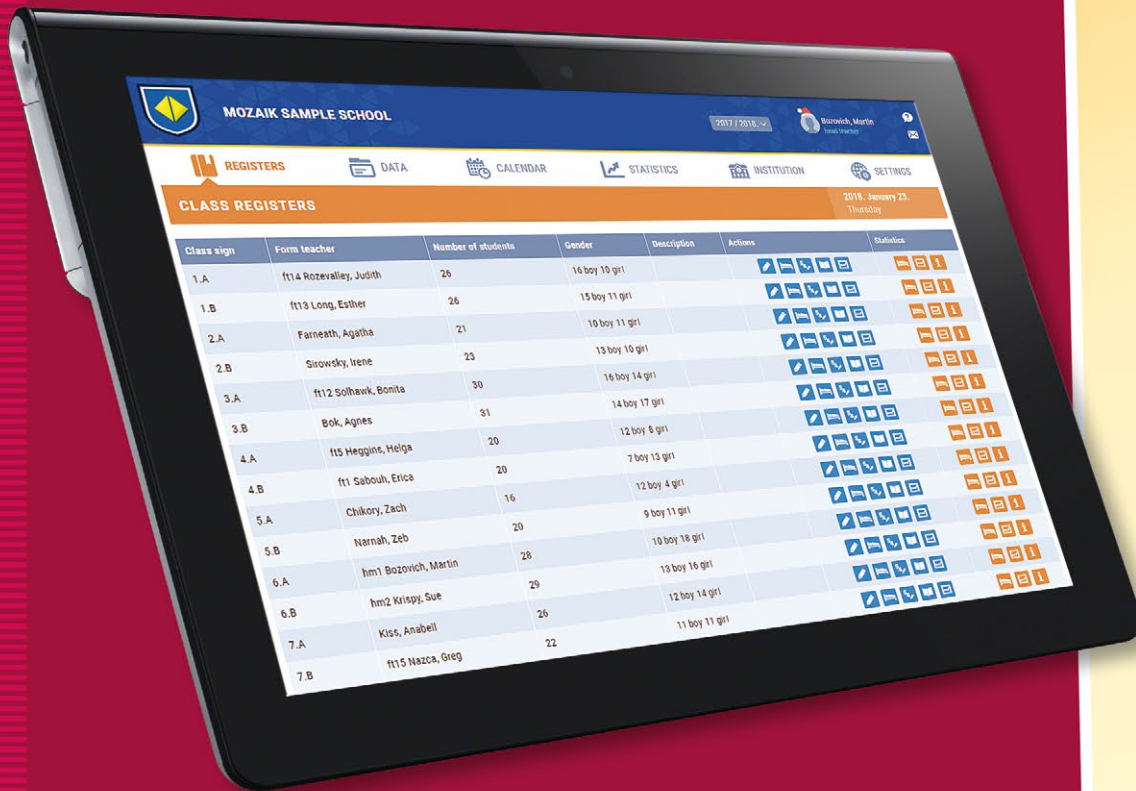 MOZAIK SAMPLE SCHOOL
2017 / 2018.
Bozovich, Martin
head teacher
REGISTERS DATA CALENDAR STATISTICS INSTITUTION SETTINGS
CLASS REGISTERS
2018. January 23.
Thursday
Class sign Form teacher Number of students Gender Description Actions Statistics
1.A ft14 Rozevalley, Judith 26 16 boy 10 girl
1.B ft13 Long, Esther 26 15 boy 11 girl
2.A Farneath, Agatha 21 10 boy 11 girl
2.B Sirowsky, Irene 23 13 boy 10 girl
3.A ft12 Solhawk, Bonita 30 16 boy 14 girl
3.B Bok, Agnes 31 14 boy 17 girl
4.A ft5 Heggins, Helga 20 12 boy 8 girl
4.B ft1 Sabouh, Erica 20 7 boy 13 girl
5.A Chikory, Zach 16 12 boy 4 girl
5.B Narnah, Zeb 20 9 boy 11 girl
6.A hm1 Bozovich, Martin 28 10 boy 18 girl
6.B hm2 Krispy, Sue 29 13 boy 16 girl
7.A Kiss, Anabell 26 12 boy 14 girl
7.B ft15 Nazca, Greg 22 11 boy 11 girl